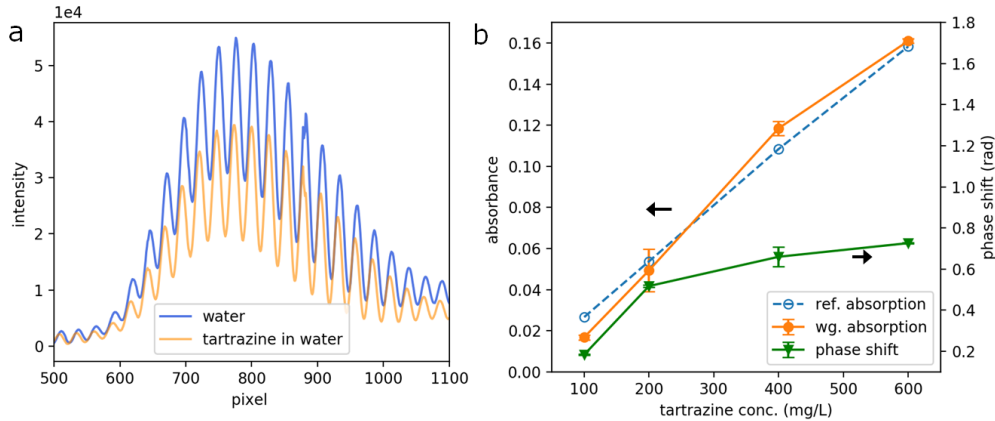 a
1e4
5
4
3
2
1
0
intensity
water
tartrazine in water
500
600
700
800
900
1000
1100
pixel
b
0.16
0.14
0.12
0.10
0.08
0.06
0.04
0.02
0.00
absorbance
1.8
1.6
1.4
1.2
1.0
0.8
0.6
0.4
0.2
phase shift (rad)
ref. absorption
wg. absorption
phase shift
100
200
300
400
500
600
tartrazine conc. (mg/L)